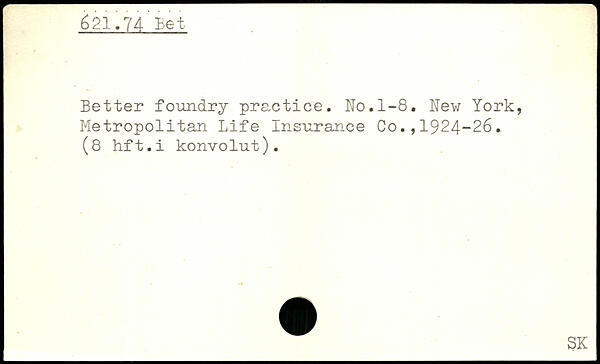 621.74 Bet
Better foundry practice. No.1-8. New York,
Metropolitan Life Insurance Co.,1924-26.
(8 hft.i konvolut).
SK